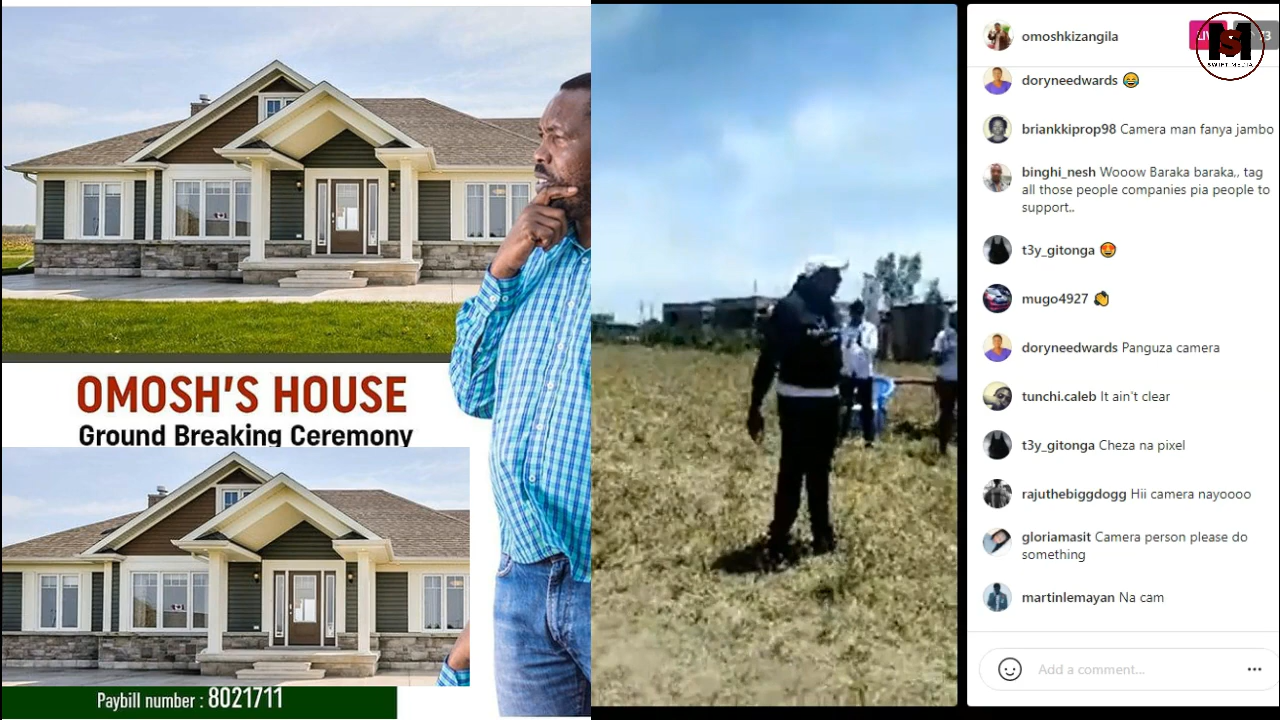 OMOSH'S HOUSE
Ground Breaking Ceremony
Paybill number : 8021711
omoshkizangila
SWIFT MEDIA
doryneedwards 😂
briankkiprop98 Camera man fanya jambo
binghi_nesh Wooow Baraka baraka,, tag
all those people companies pia people to
support..
t3y_gitonga 😍
mugo4927 👏
doryneedwards Panguza camera
tunchi.caleb It ain't clear
t3y_gitonga Cheza na pixel
rajuthebiggdogg Hii camera nayoooo
gloriamasit Camera person please do
something
martinlemayan Na cam
Add a comment...